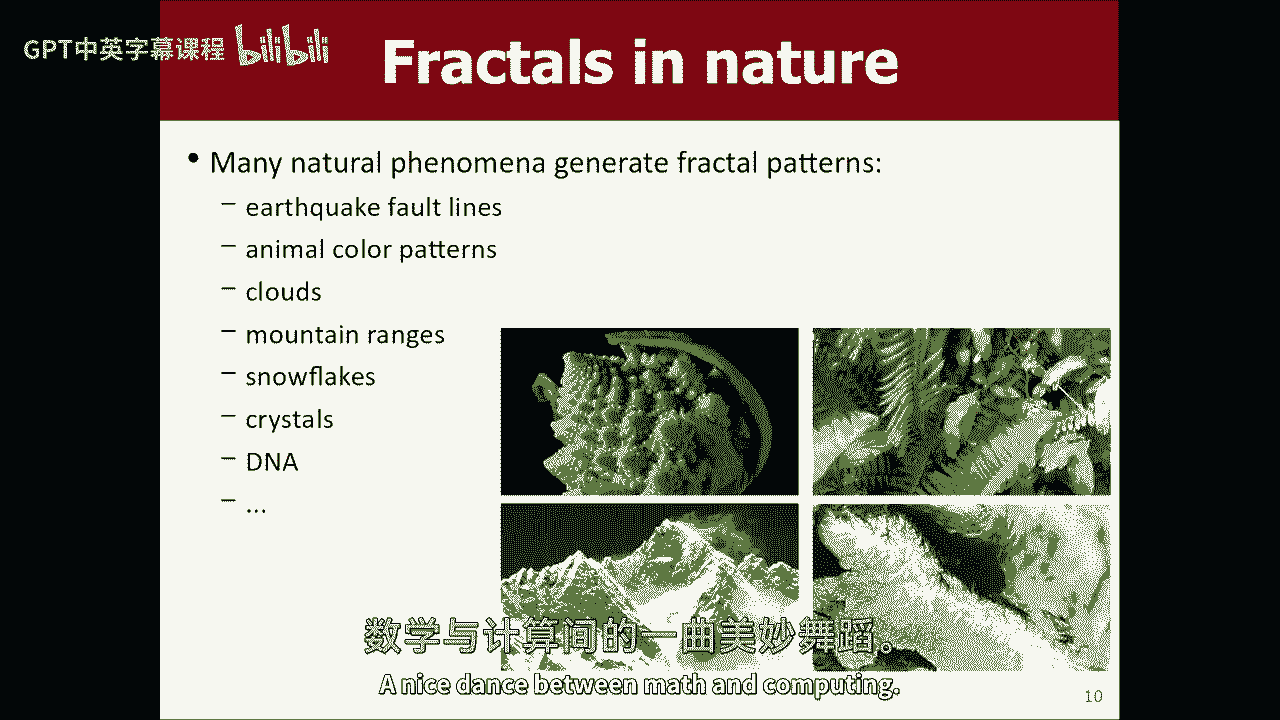 GPT中英字幕课程 bilibili
Fractals in nature
• Many natural phenomena generate fractal patterns:
– earthquake fault lines
– animal color patterns
– clouds
– mountain ranges
– snowflakes
– crystals
– DNA
– ...
数学与计算间的一曲美妙舞蹈。
A nice dance between math and computing.
10